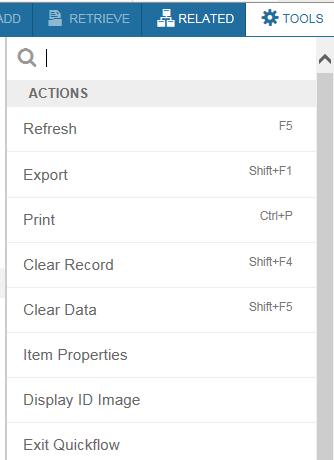 ADD RETRIEVE RELATED TOOLS
ACTIONS
Refresh F5
Export Shift+F1
Print Ctrl+P
Clear Record Shift+F4
Clear Data Shift+F5
Item Properties
Display ID Image
Exit Quickflow